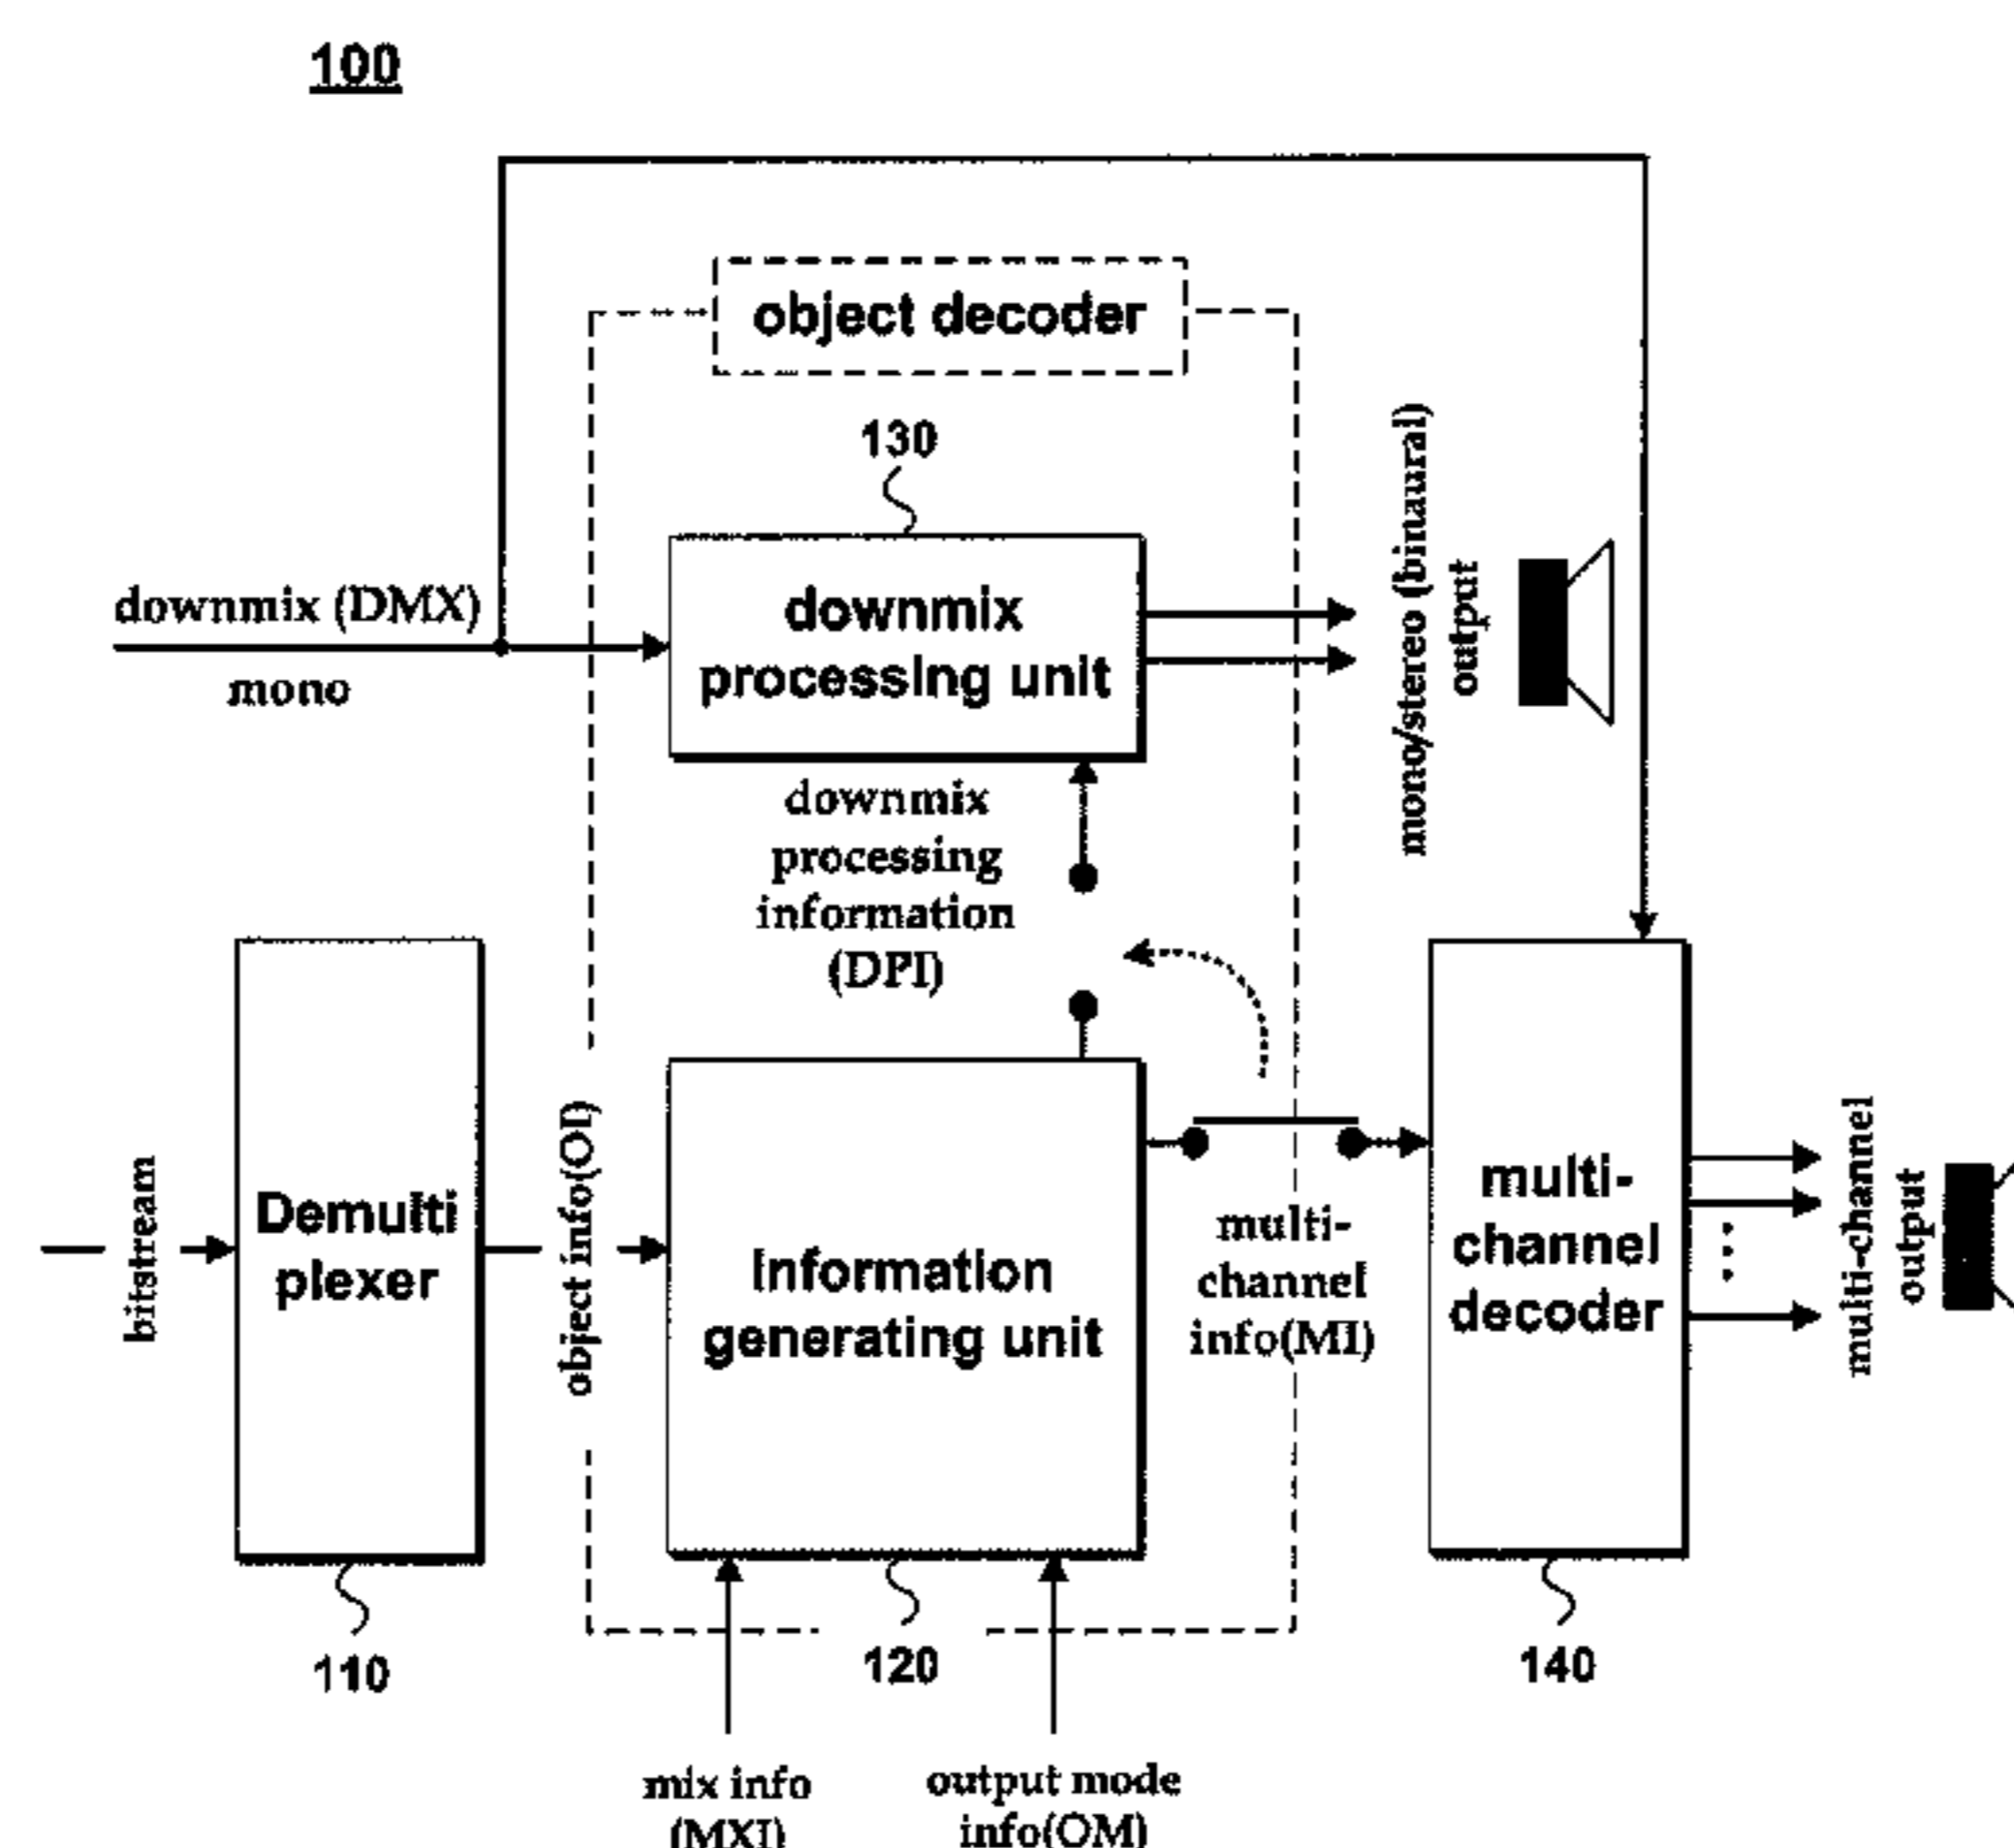 100
object decoder
130
downmix (DMX)
mono
downmix
processing unit
mono/stereo (binaural)
output
downmix
processing
information
(DPI)
bitstream
Demulti
plexer
object info(OI)
Information
generating unit
multi-
channel
info(MI)
multi-
channel
decoder
multi-channel
output
110
120
140
mix info
(MXI)
output mode
info(OM)